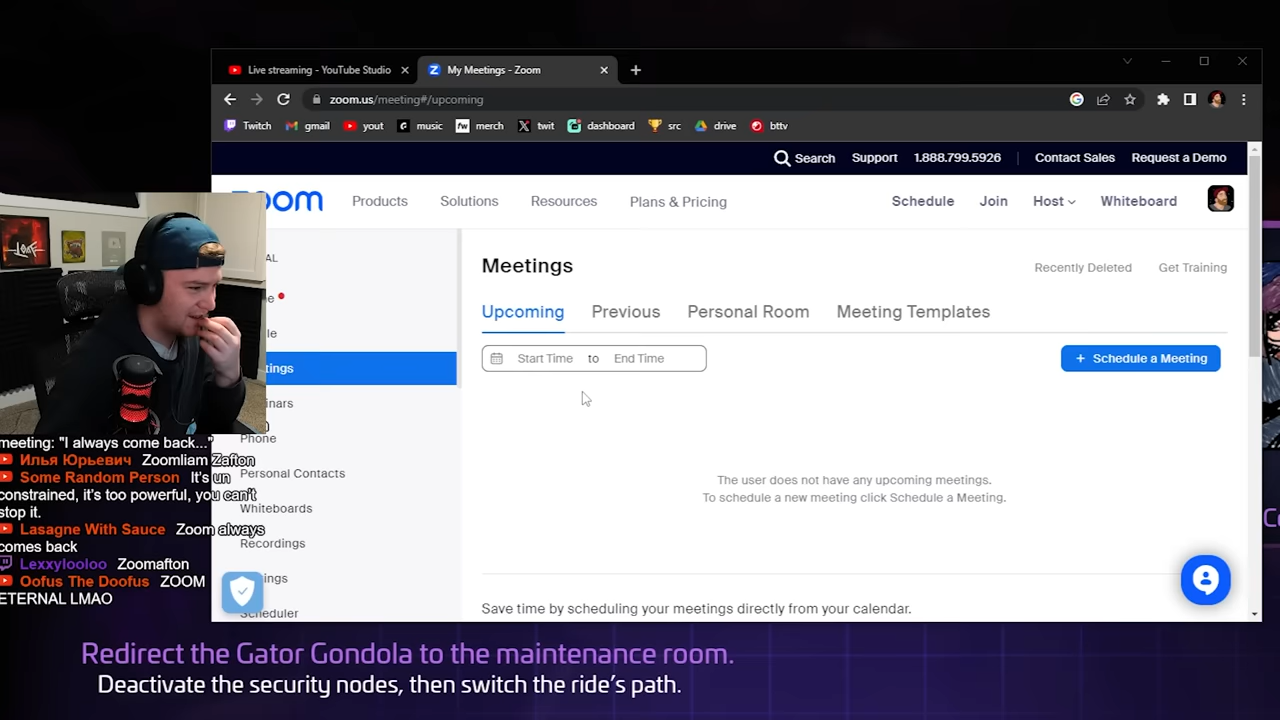 Live streaming - YouTube Studio
My Meetings - Zoom
zoom.us/meeting#/upcoming
Twitch
gmail
yout
music
merch
twit
dashboard
src
drive
bttv
Search
Support
1.888.799.5926
Contact Sales
Request a Demo
zoom
Products
Solutions
Resources
Plans & Pricing
Schedule
Join
Host
Whiteboard
Meetings
Recently Deleted
Get Training
Upcoming
Previous
Personal Room
Meeting Templates
Start Time to End Time
+ Schedule a Meeting
The user does not have any upcoming meetings.
To schedule a new meeting click Schedule a Meeting.
Save time by scheduling your meetings directly from your calendar.
Phone
Personal Contacts
Whiteboards
Recordings
Scheduler
meeting: "I always come back..."
Илья Юрьевич Zoomliam Zafton
Some Random Person It's un
constrained, it's too powerful, you can't
stop it.
Lasagne With Sauce Zoom always
comes back
Lexxylooloo Zoomafton
Oofus The Doofus ZOOM
ETERNAL LMAO
Redirect the Gator Gondola to the maintenance room.
Deactivate the security nodes, then switch the ride's path.